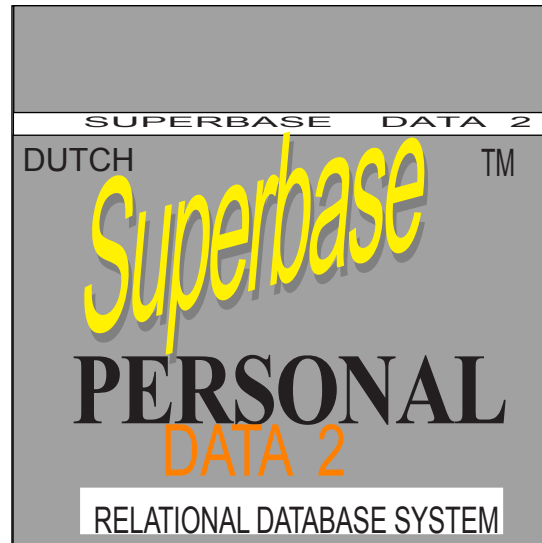 SUPERBASE DATA 2
DUTCH TM
Superbase
PERSONAL
DATA 2
RELATIONAL DATABASE SYSTEM